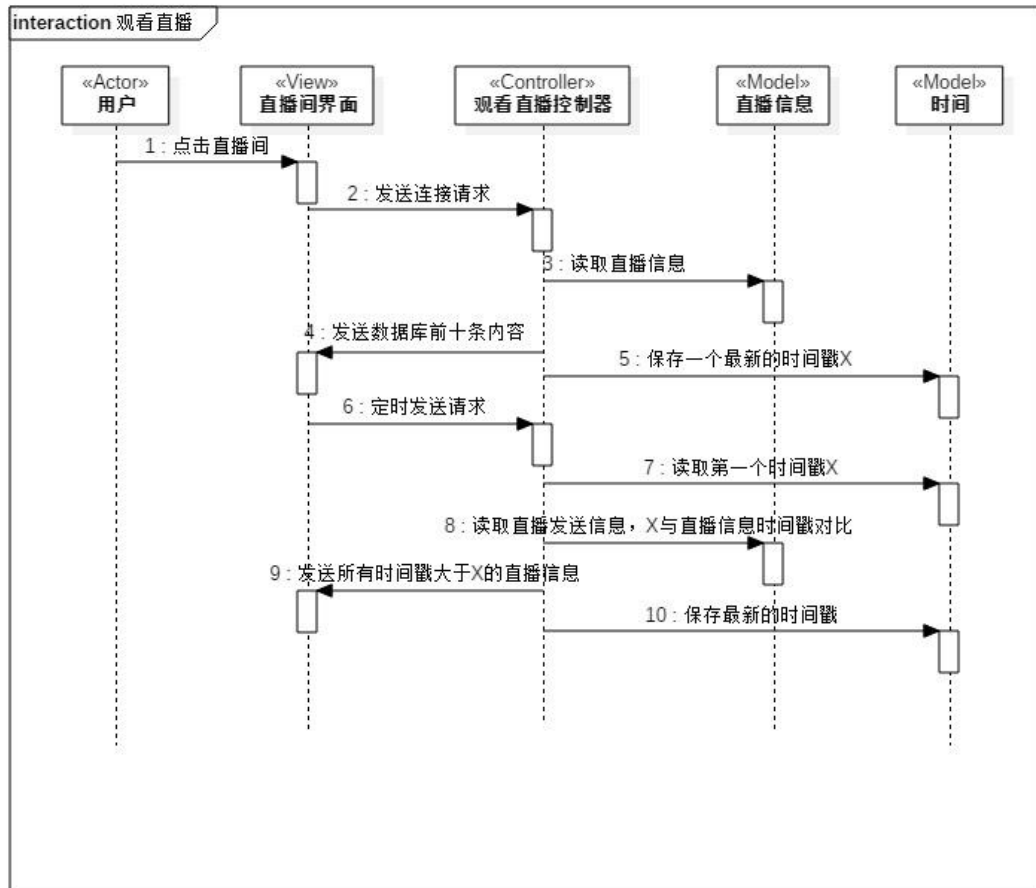 interaction 观看直播
«Actor»
用户
«View»
直播间界面
«Controller»
观看直播控制器
«Model»
直播信息
«Model»
时间
1 : 点击直播间
2 : 发送连接请求
3 : 读取直播信息
4 : 发送数据库前十条内容
5 : 保存一个最新的时间戳X
6 : 定时发送请求
7 : 读取第一个时间戳X
8 : 读取直播发送信息，X与直播信息时间戳对比
9 : 发送所有时间戳大于X的直播信息
10 : 保存最新的时间戳